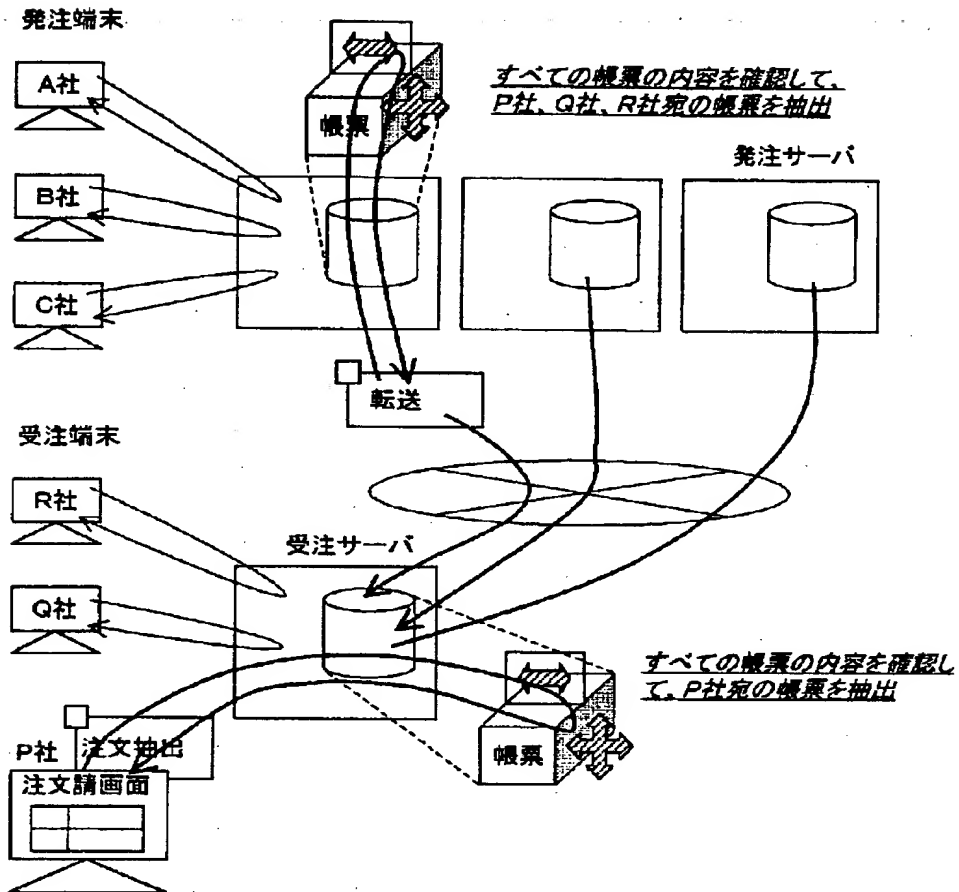 発注端末
A社
B社
C社
帳票
すべての帳票の内容を確認して、
P社、Q社、R社宛の帳票を抽出
発注サーバ
転送
受注端末
R社
Q社
受注サーバ
すべての帳票の内容を確認し
て、P社宛の帳票を抽出
帳票
P社
注文抽出
注文請画面